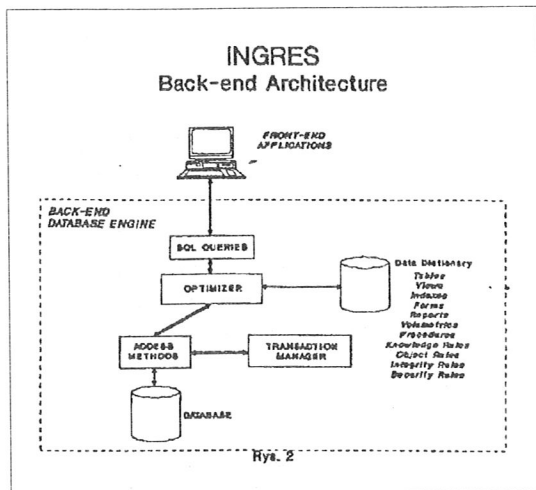 INGRES
Back-end Architecture
FRONT-END
APPLICATIONS
BACK-END
DATABASE ENGINE
SQL QUERIES
OPTIMIZER
Data Dictionary
Tables
Views
Indexes
Forms
Reports
Volumetrics
Procedures
Knowledge Rules
Object Rules
Integrity Rules
Security Rules
ACCESS
METHODS
TRANSACTION
MANAGER
DATABASE
Rys. 2